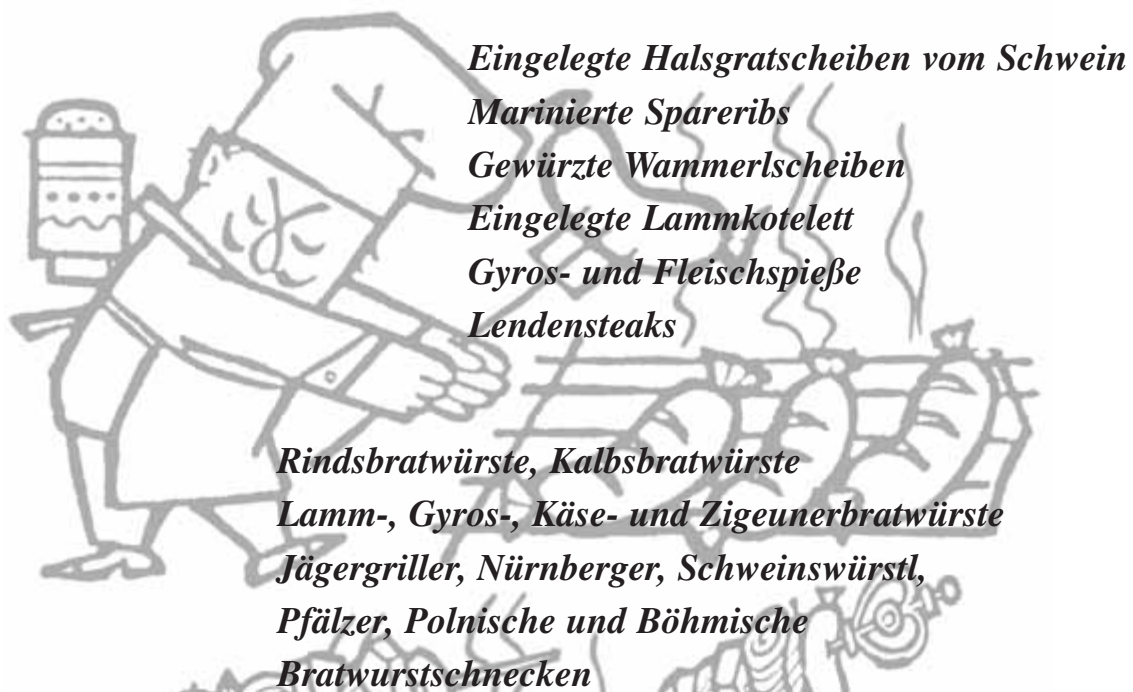 Eingelegte Halsgratscheiben vom Schwein
Marinierte Spareribs
Gewürzte Wammerlscheiben
Eingelegte Lammkotelett
Gyros- und Fleischspieße
Lendensteaks
Rindsbratwürste, Kalbsbratwürste
Lamm-, Gyros-, Käse- und Zigeunerbratwürste
Jägergriller, Nürnberger, Schweinswürstl,
Pfälzer, Polnische und Böhmische
Bratwurstschnecken